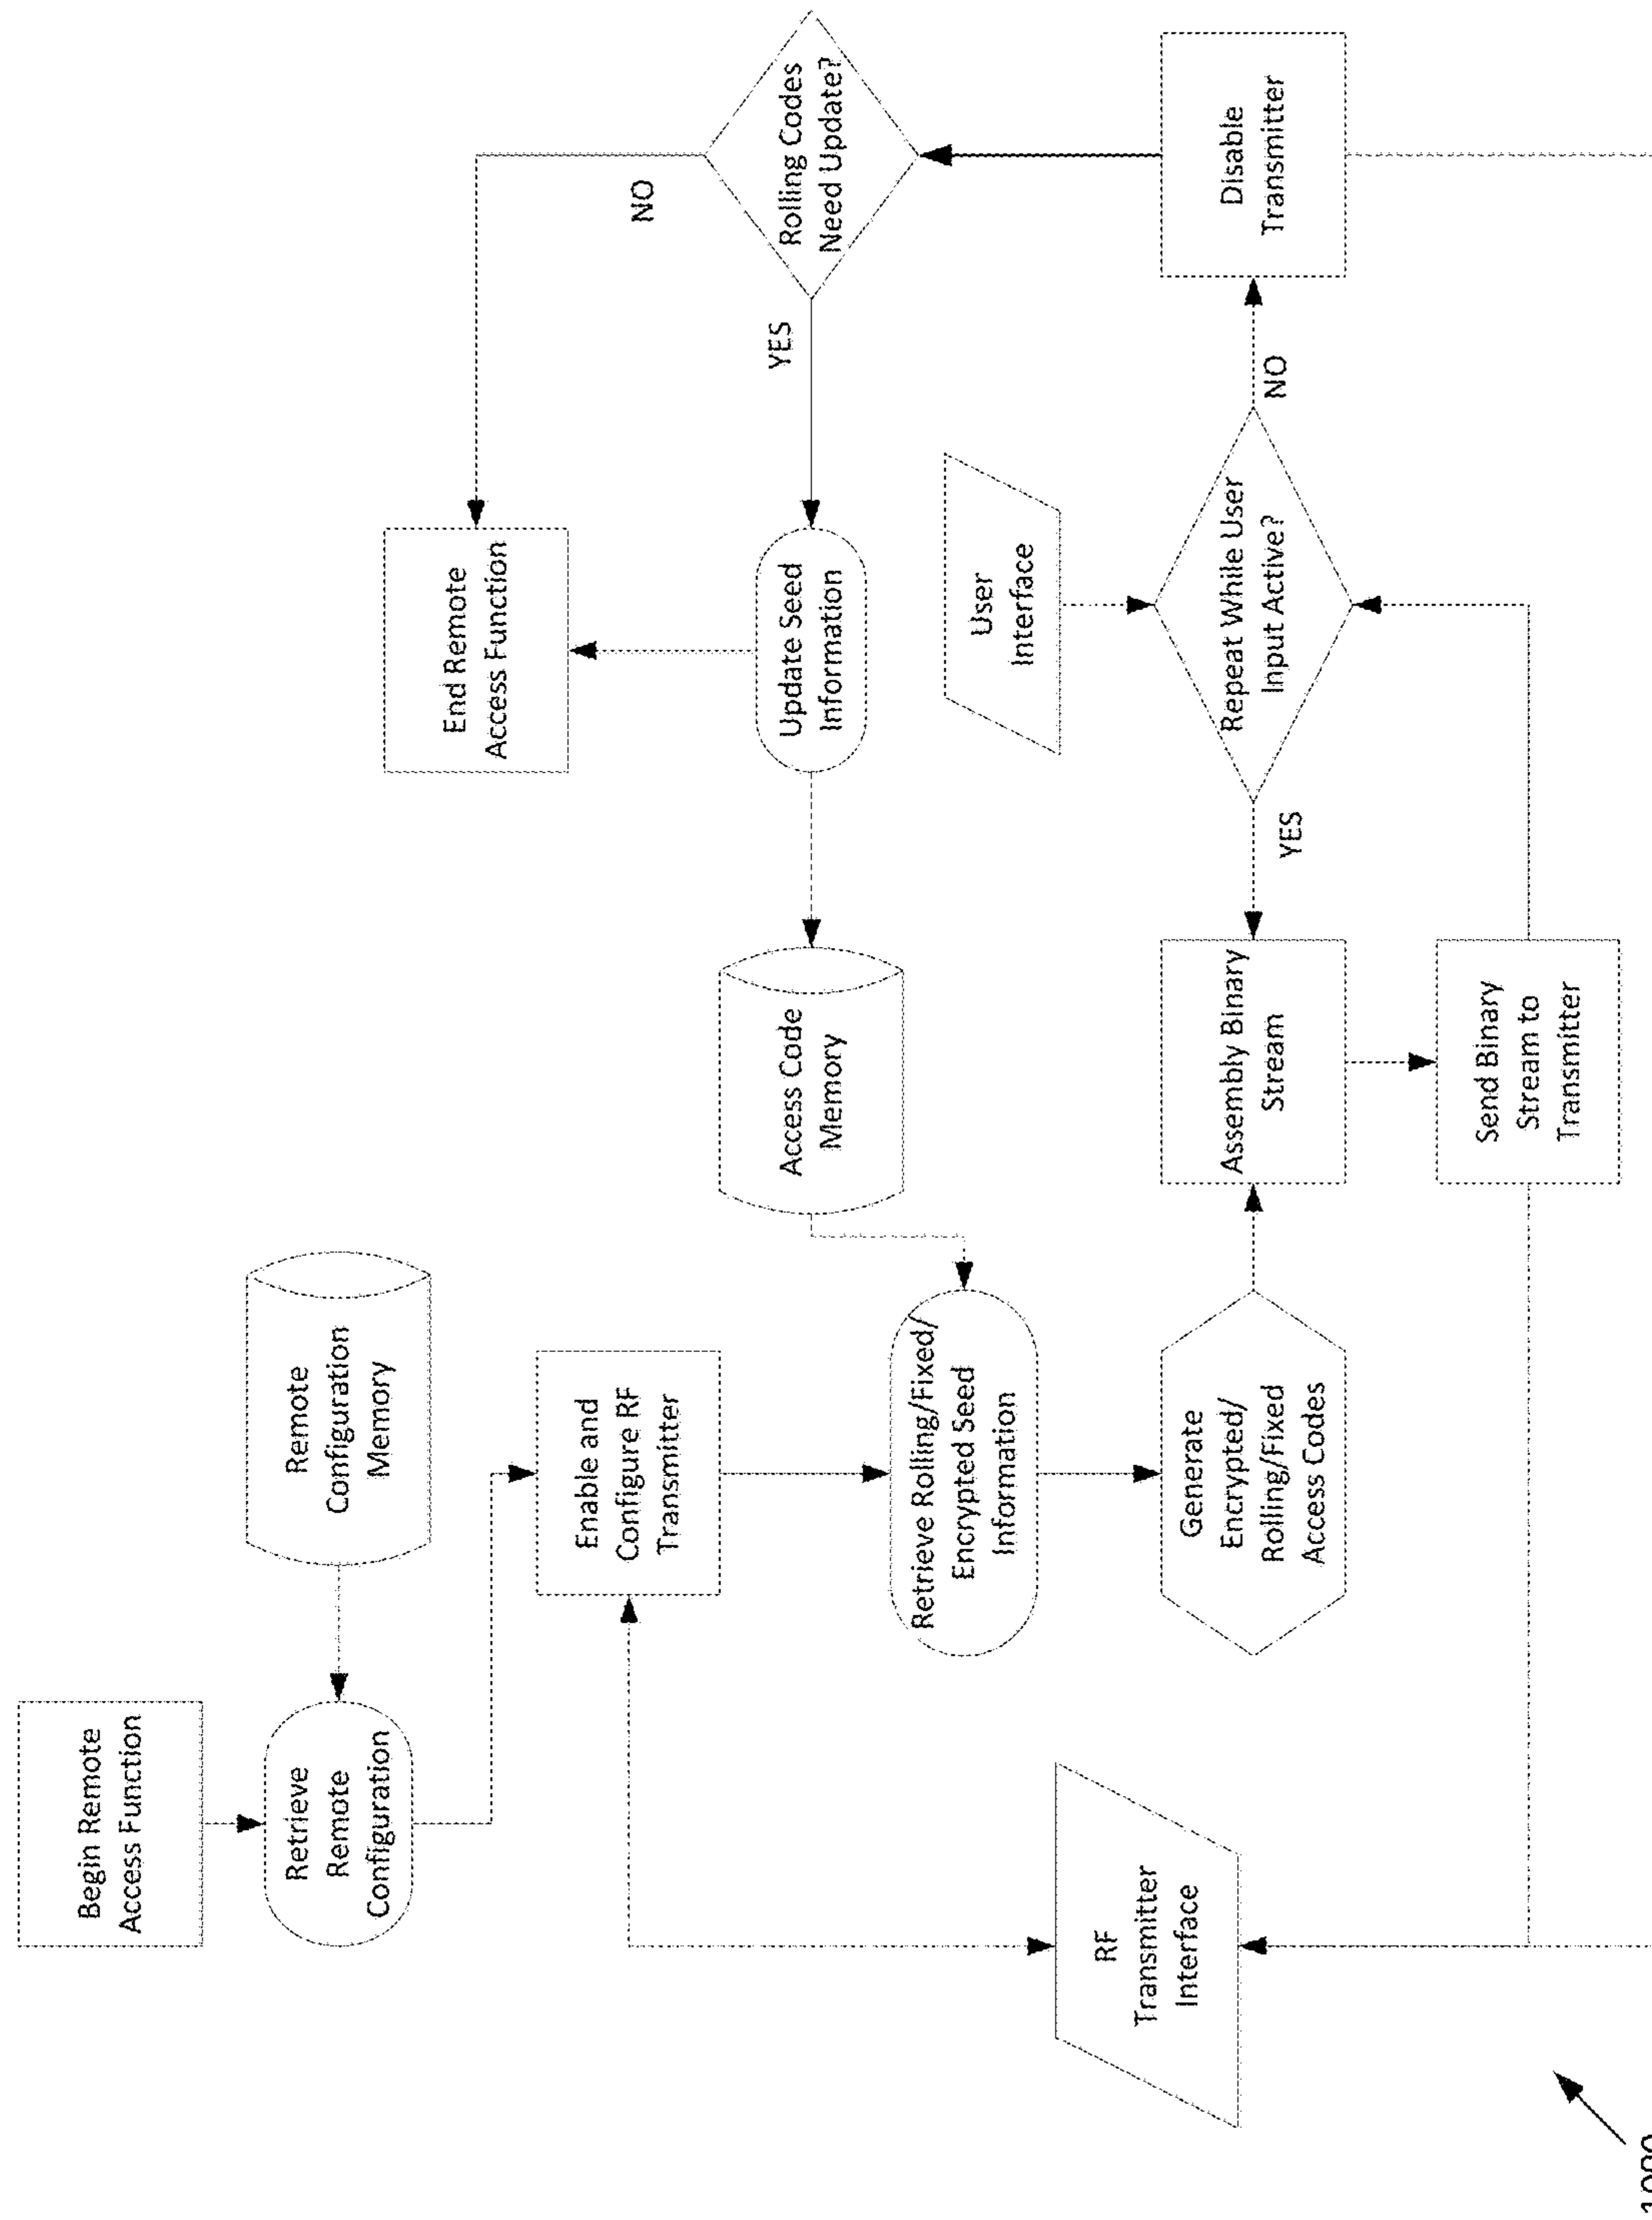 Begin Remote
Access Function
Retrieve
Remote
Configuration
Remote
Configuration
Memory
Enable and
Configure RF
Transmitter
RF
Transmitter
Interface
Retrieve Rolling/Fixed/
Encrypted Seed
Information
Access Code
Memory
Generate
Encrypted/
Rolling/Fixed
Access Codes
Assembly Binary
Stream
Send Binary
Stream to
Transmitter
YES
Repeat While User
Input Active?
User
Interface
NO
Disable
Transmitter
Rolling Codes
Need Update?
YES
NO
Update Seed
Information
End Remote
Access Function